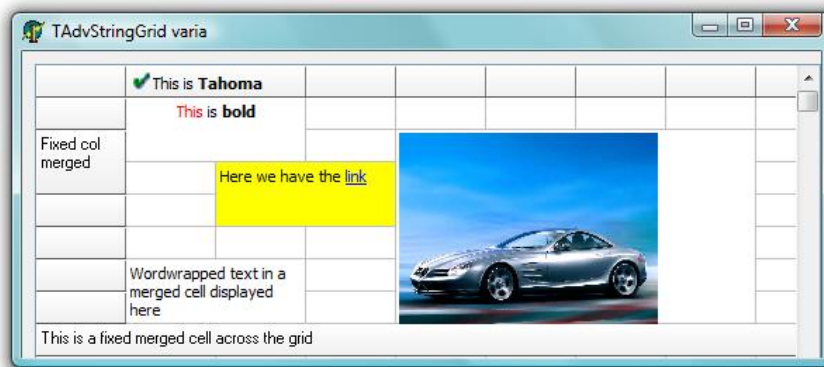 TAdvStringGrid varia
This is Tahoma
This is bold
Fixed col
merged
Here we have the link
Wordwrapped text in a
merged cell displayed
here
This is a fixed merged cell across the grid